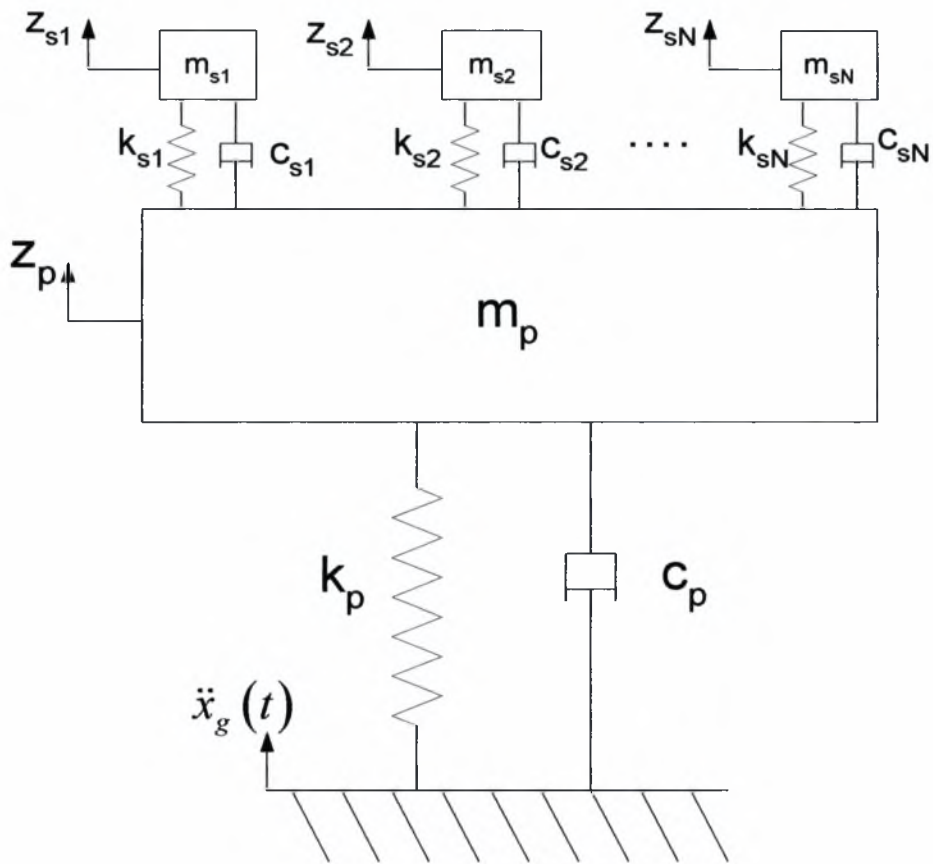 z_s1 z_s2 z_sN
m_s1 m_s2 m_sN
k_s1 c_s1 k_s2 c_s2 .... k_sN c_sN
z_p
m_p
k_p c_p
ẍ_g (t)